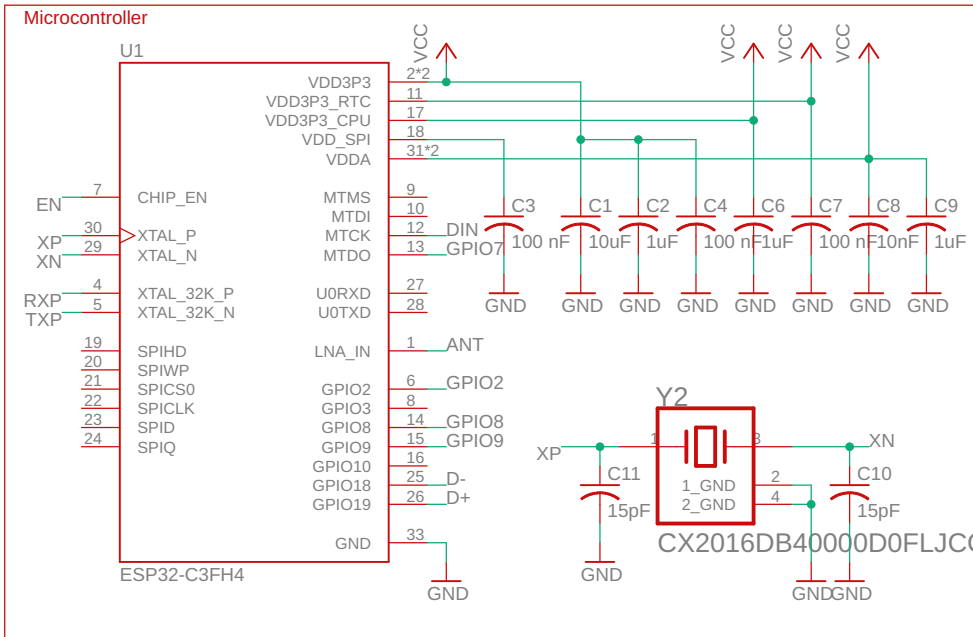 Microcontroller
U1
VCC
VCC
VCC
VCC
VDD3P3 2*2
VDD3P3_RTC 11
VDD3P3_CPU 17
VDD_SPI 18
VDDA 31*2
EN 7 CHIP_EN
MTMS 9
MTDI 10
XP 30 XTAL_P
MTCK 12 DIN
XN 29 XTAL_N
MTDO 13 GPIO7
RXP 4 XTAL_32K_P
U0RXD 27
TXP 5 XTAL_32K_N
U0TXD 28
19 SPIHD
LNA_IN 1 ANT
20 SPIWP
21 SPICS0
GPIO2 6 GPIO2
22 SPICLK
GPIO3 8
23 SPID
GPIO8 14 GPIO8
24 SPIQ
GPIO9 15 GPIO9
GPIO10 16
GPIO18 25 D-
GPIO19 26 D+
GND 33
ESP32-C3FH4
GND
C3 C1 C2 C4 C6 C7 C8 C9
100 nF 10uF 1uF 100 nF 1uF 100 nF 10nF 1uF
GND GND GND GND GND GND GND GND
Y2
XP 1 3 XN
C11 1_GND 2 C10
15pF 2_GND 4 15pF
CX2016DB40000D0FLJCC
GND GND GND